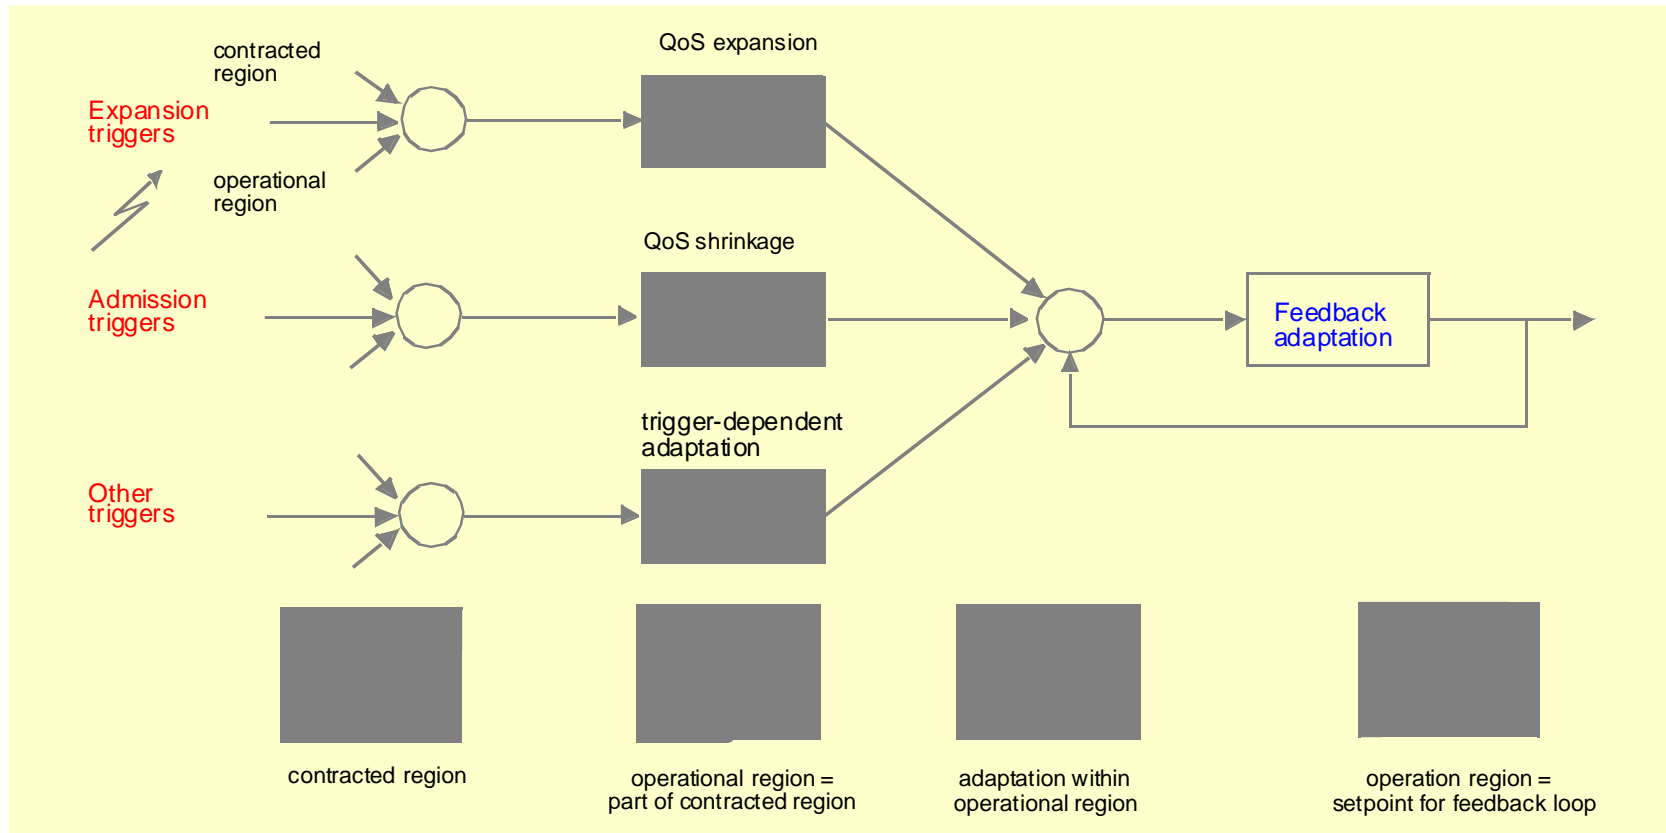 contracted
region
QoS expansion
Expansion
triggers
operational
region
QoS shrinkage
Admission
triggers
Feedback
adaptation
trigger-dependent
adaptation
Other
triggers
contracted region
operational region =
part of contracted region
adaptation within
operational region
operation region =
setpoint for feedback loop